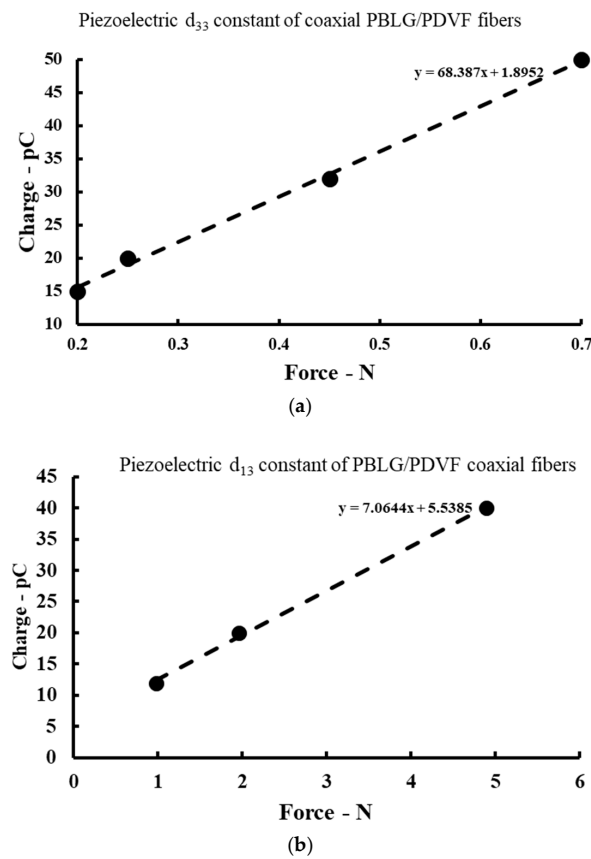 Piezoelectric d₃₃ constant of coaxial PBLG/PDVF fibers
y = 68.387x + 1.8952
50
45
40
35
30
25
20
15
10
Charge - pC
0.2 0.3 0.4 0.5 0.6 0.7
Force - N
(a)
Piezoelectric d₁₃ constant of PBLG/PDVF coaxial fibers
y = 7.0644x + 5.5385
45
40
35
30
25
20
15
10
5
0
Charge - pC
0 1 2 3 4 5 6
Force - N
(b)